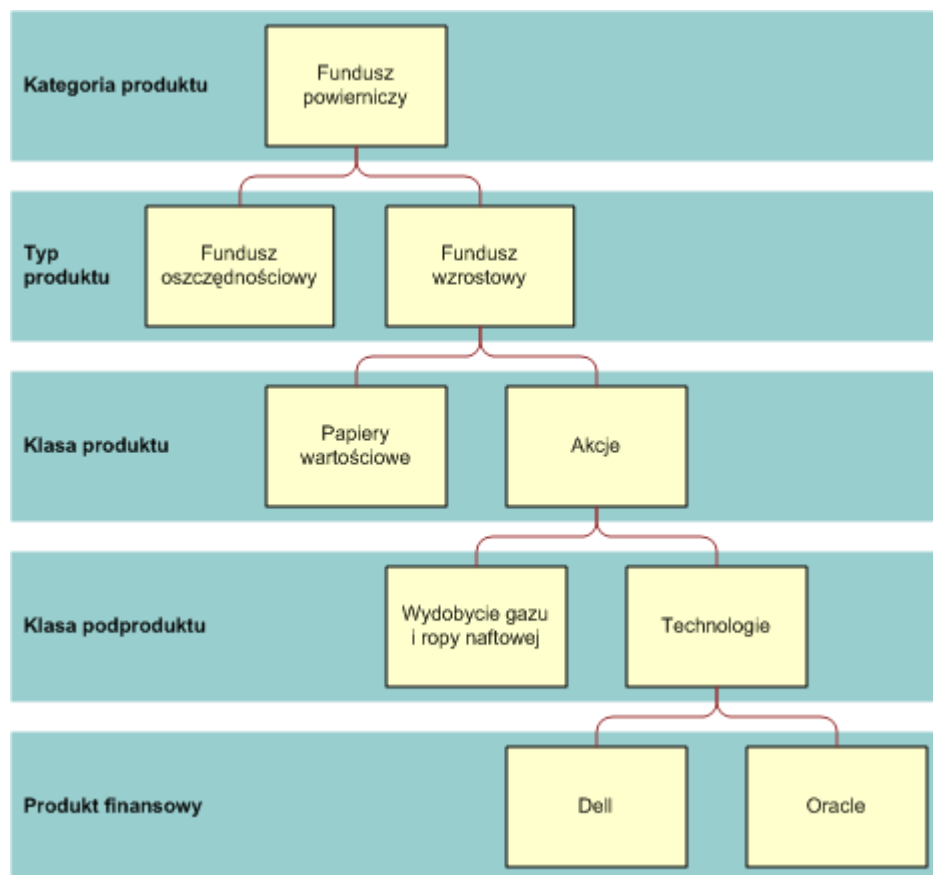 Kategoria produktu
Fundusz
powierniczy
Typ
produktu
Fundusz
oszczędnościowy
Fundusz
wzrostowy
Klasa produktu
Papiery
wartościowe
Akcje
Klasa podproduktu
Wydobycie gazu
i ropy naftowej
Technologie
Produkt finansowy
Dell
Oracle